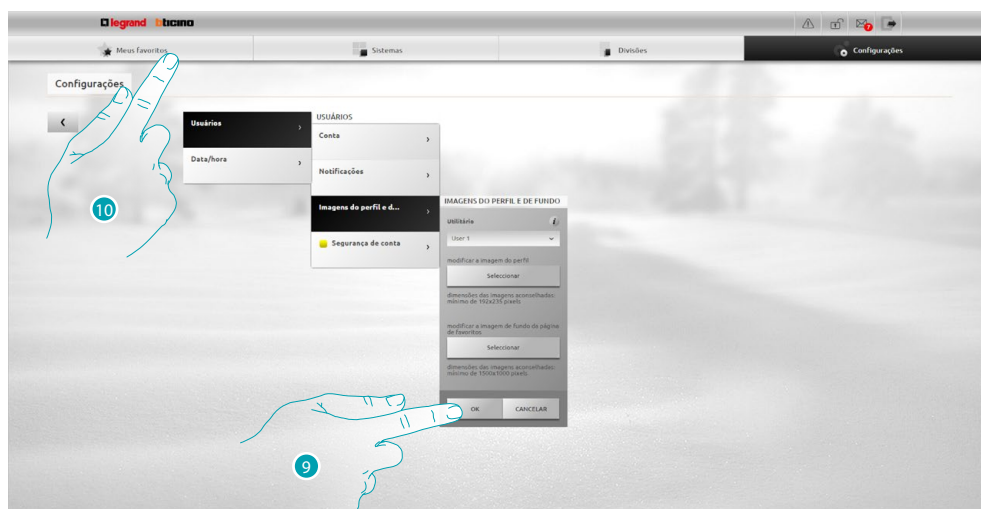 legrand bticino
7
Meus favoritos
Sistemas
Divisões
Configurações
Configurações
USUÁRIOS
Usuários
Conta
Data/hora
Notificações
Imagens do perfil e d...
IMAGENS DO PERFIL E DE FUNDO
10
Utilitário
i
User 1
Segurança de conta
modificar a imagem do perfil
Seleccionar
dimensões das imagens aconselhadas:
mínimo de 192x235 pixels
modificar a imagem de fundo da página
de favoritos
Seleccionar
dimensões das imagens aconselhadas:
mínimo de 1500x1000 pixels.
OK
CANCELAR
9